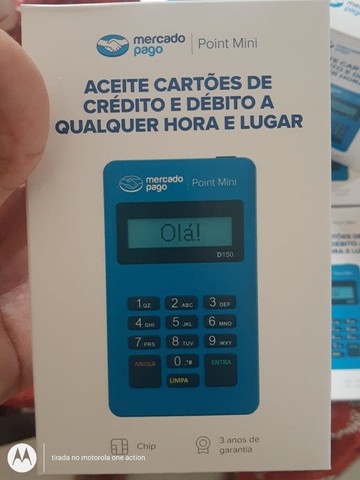 mercado
pago
Point Mini
ACEITE CARTÕES DE
CRÉDITO E DÉBITO A
QUALQUER HORA E LUGAR
mercado
pago
Point Mini
Olá!
D150
1 QZ.
2 ABC
3 DEF
4 GHI
5 JKL
6 MNO
7 PRS
8 TUV
9 WXY
ANULA
0 .,*#
ENTRA
LIMPA
Chip
3 anos de
garantia
tirada no motorola one action